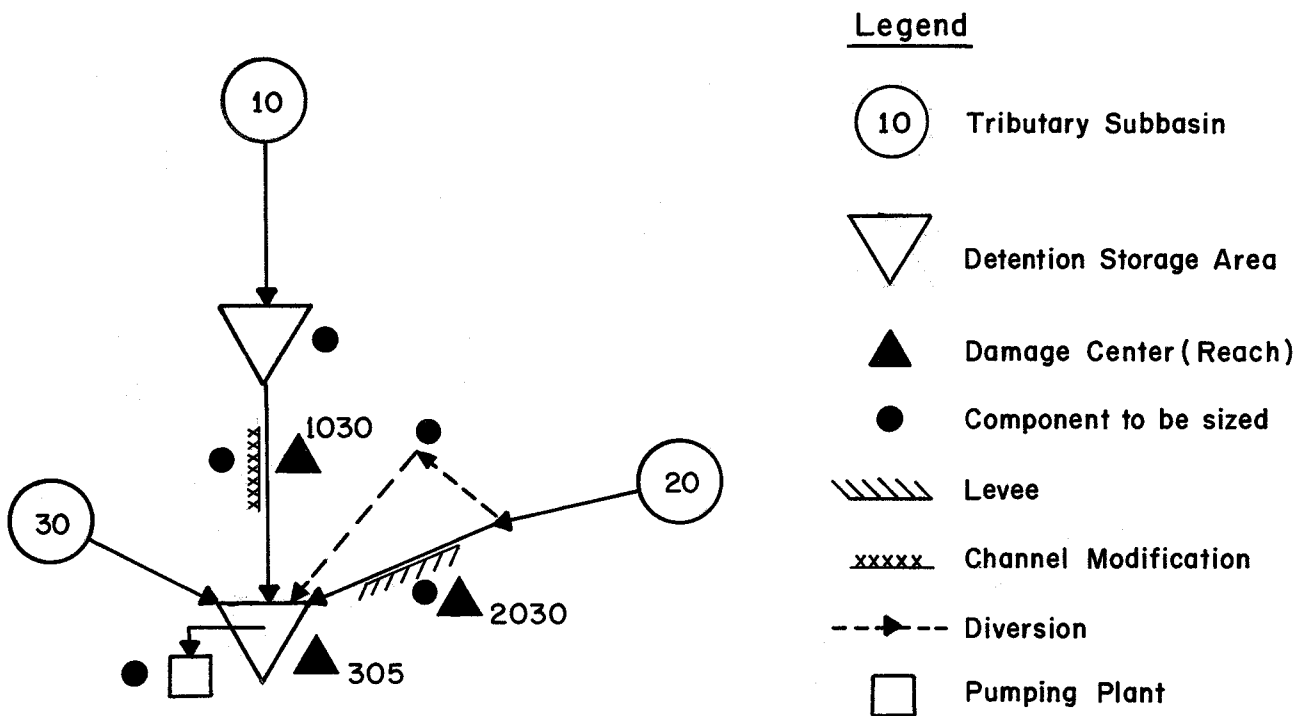 10
1030
20
30
2030
305
Legend
10 Tributary Subbasin
Detention Storage Area
Damage Center (Reach)
Component to be sized
Levee
xxxxx Channel Modification
Diversion
Pumping Plant